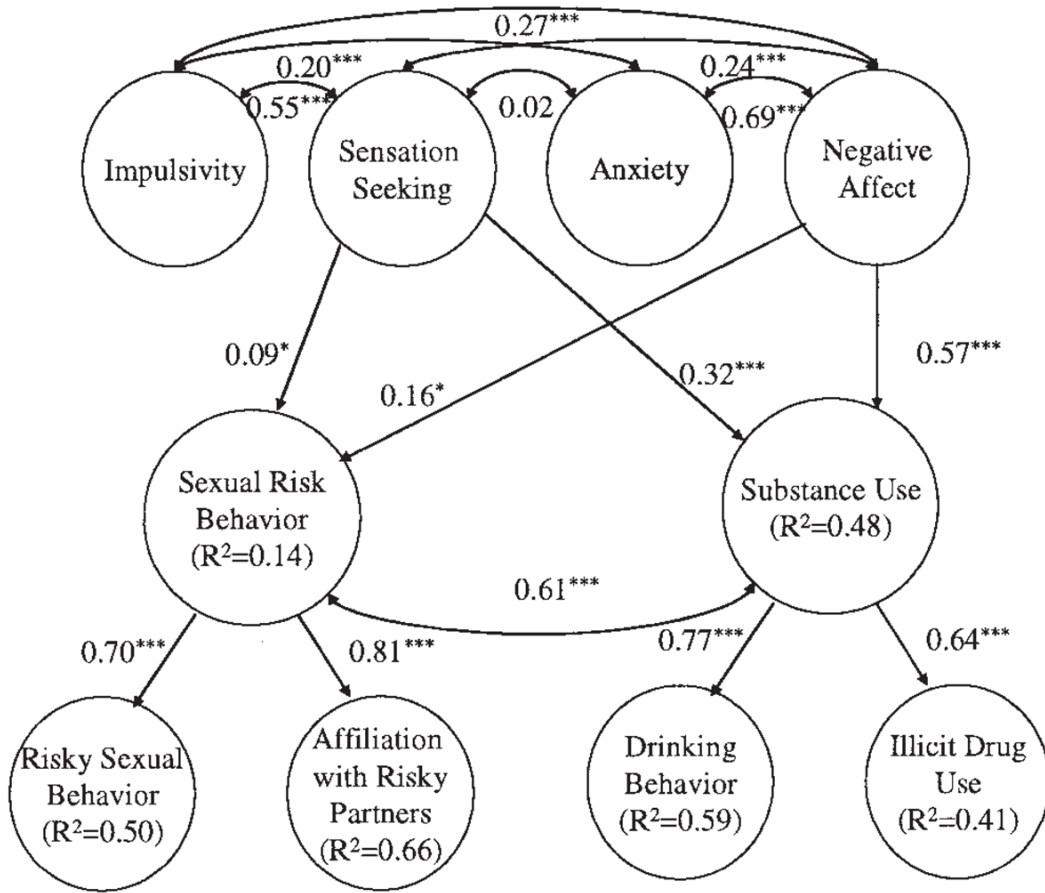 0.27***
0.20***
0.24***
0.55***
0.02
0.69***
Impulsivity
Sensation
Seeking
Anxiety
Negative
Affect
0.09*
0.16*
0.32***
0.57***
Sexual Risk
Behavior
(R²=0.14)
Substance Use
(R²=0.48)
0.61***
0.70***
0.81***
0.77***
0.64***
Risky Sexual
Behavior
(R²=0.50)
Affiliation
with Risky
Partners
(R²=0.66)
Drinking
Behavior
(R²=0.59)
Illicit Drug
Use
(R²=0.41)